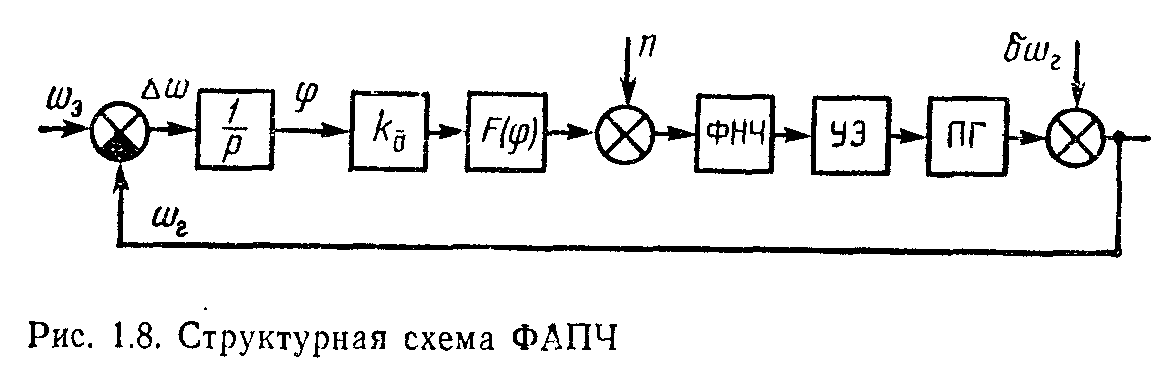 n
δω_г
ω_э Δω 1/p φ k_д F(φ) ФНЧ УЭ ПГ
ω_г
Рис. 1.8. Структурная схема ФАПЧ